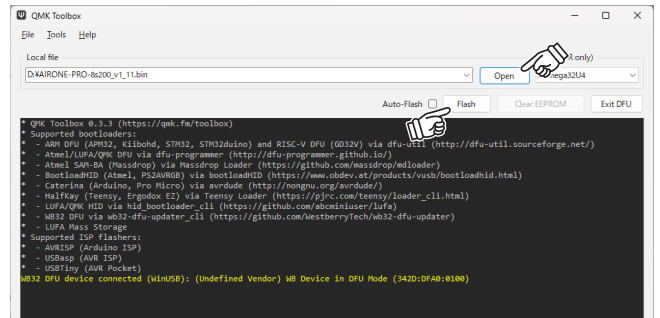 QMK Toolbox
File Tools Help
Local file
only)
D:¥AIRONE-PRO-8s200_v1_11.bin
Open
mega32U4
Auto-Flash
Flash
Clear EEPROM
Exit DFU
* QMK Toolbox 0.3.3 (https://qmk.fm/toolbox)
* Supported bootloaders:
*  - ARM DFU (APM32, Kiibohd, STM32, STM32duino) and RISC-V DFU (GD32V) via dfu-util (http://dfu-util.sourceforge.net/)
*  - Atmel/LUFA/QMK DFU via dfu-programmer (http://dfu-programmer.github.io/)
*  - Atmel SAM-BA (Massdrop) via Massdrop Loader (https://github.com/massdrop/mdloader)
*  - BootloadHID (Atmel, PS2AVRGB) via bootloadHID (https://www.obdev.at/products/vusb/bootloadhid.html)
*  - Caterina (Arduino, Pro Micro) via avrdude (http://nongnu.org/avrdude/)
*  - HalfKay (Teensy, Ergodox EZ) via Teensy Loader (https://pjrc.com/teensy/loader_cli.html)
*  - LUFA/QMK HID via hid_bootloader_cli (https://github.com/abcminiuser/lufa)
*  - WB32 DFU via wb32-dfu-updater_cli (https://github.com/WestberryTech/wb32-dfu-updater)
*  - LUFA Mass Storage
* Supported ISP flashers:
*  - AVRISP (Arduino ISP)
*  - USBasp (AVR ISP)
*  - USBTiny (AVR Pocket)
WB32 DFU device connected (WinUSB): (Undefined Vendor) WB Device in DFU Mode (342D:DFA0:0100)